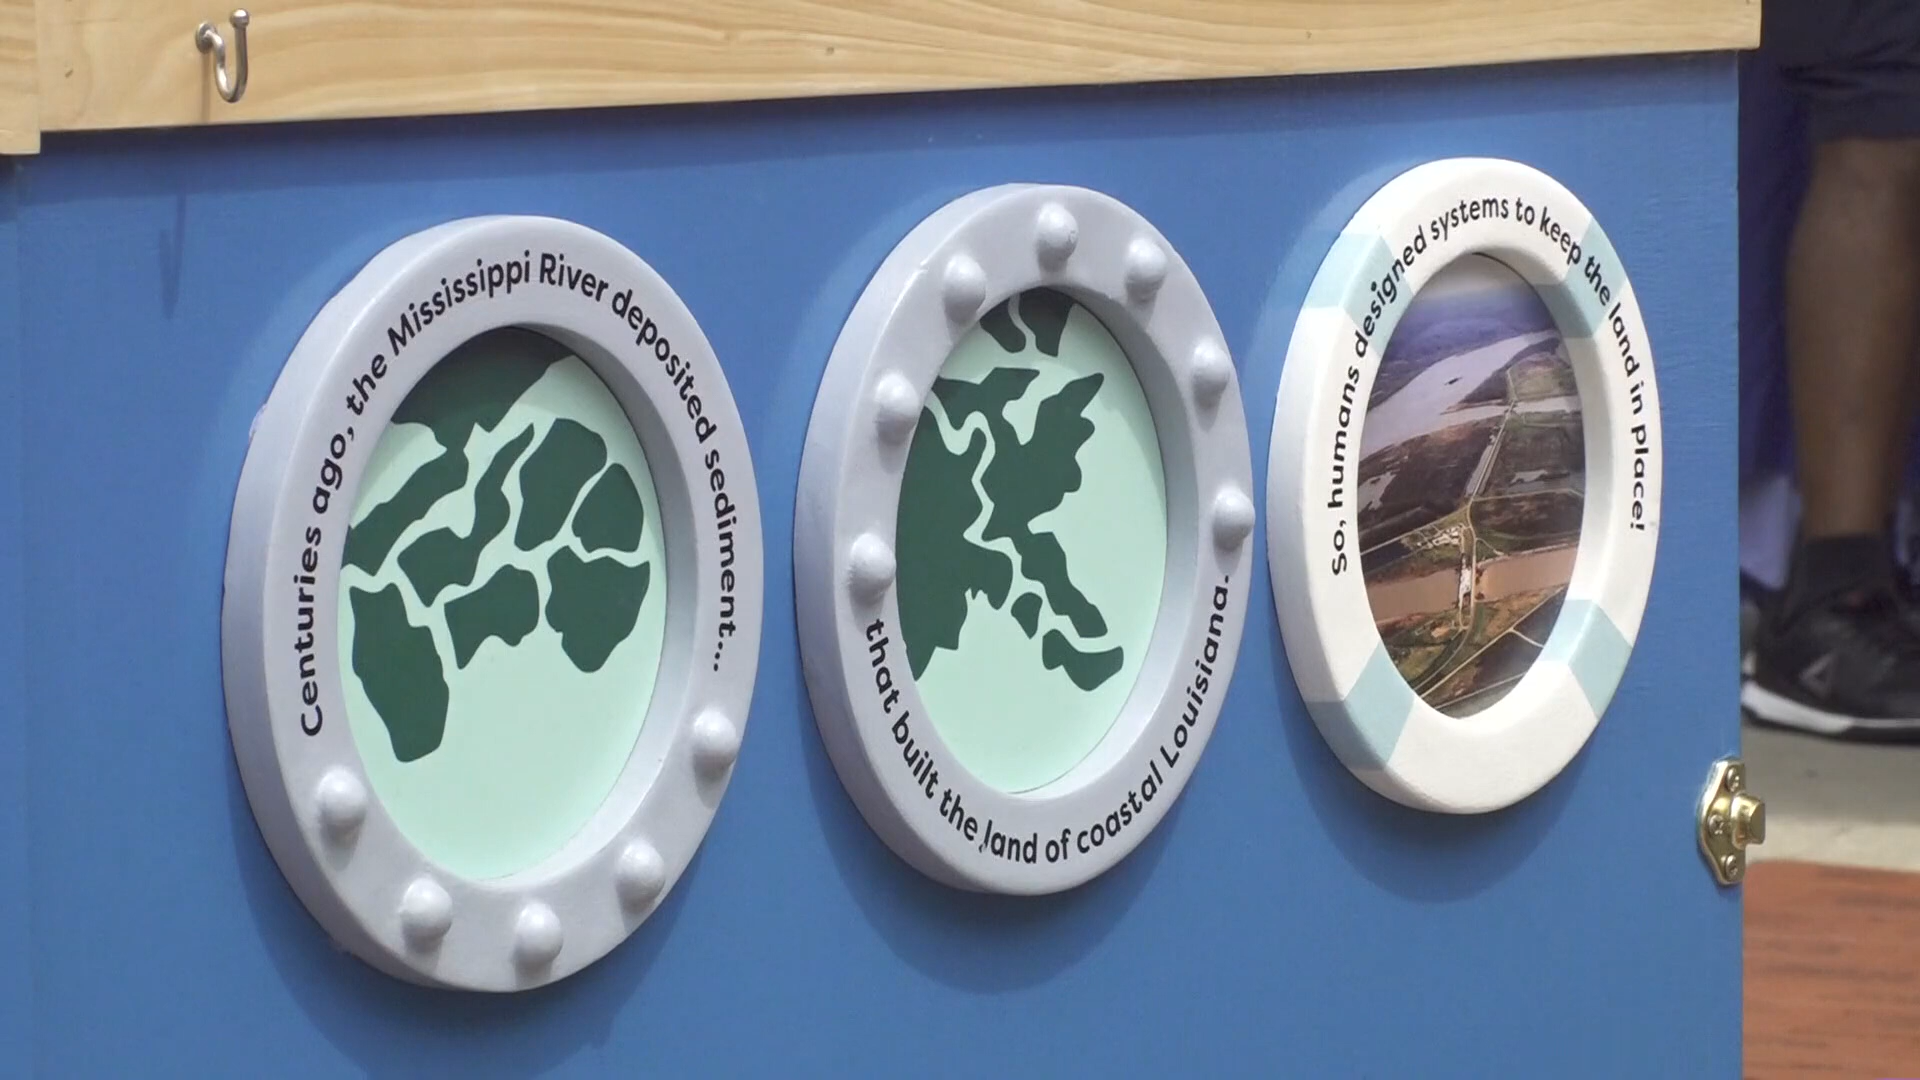 Centuries ago, the Mississippi River deposited sediment...
that built the land of coastal Louisiana.
So, humans designed systems to keep the land in place!